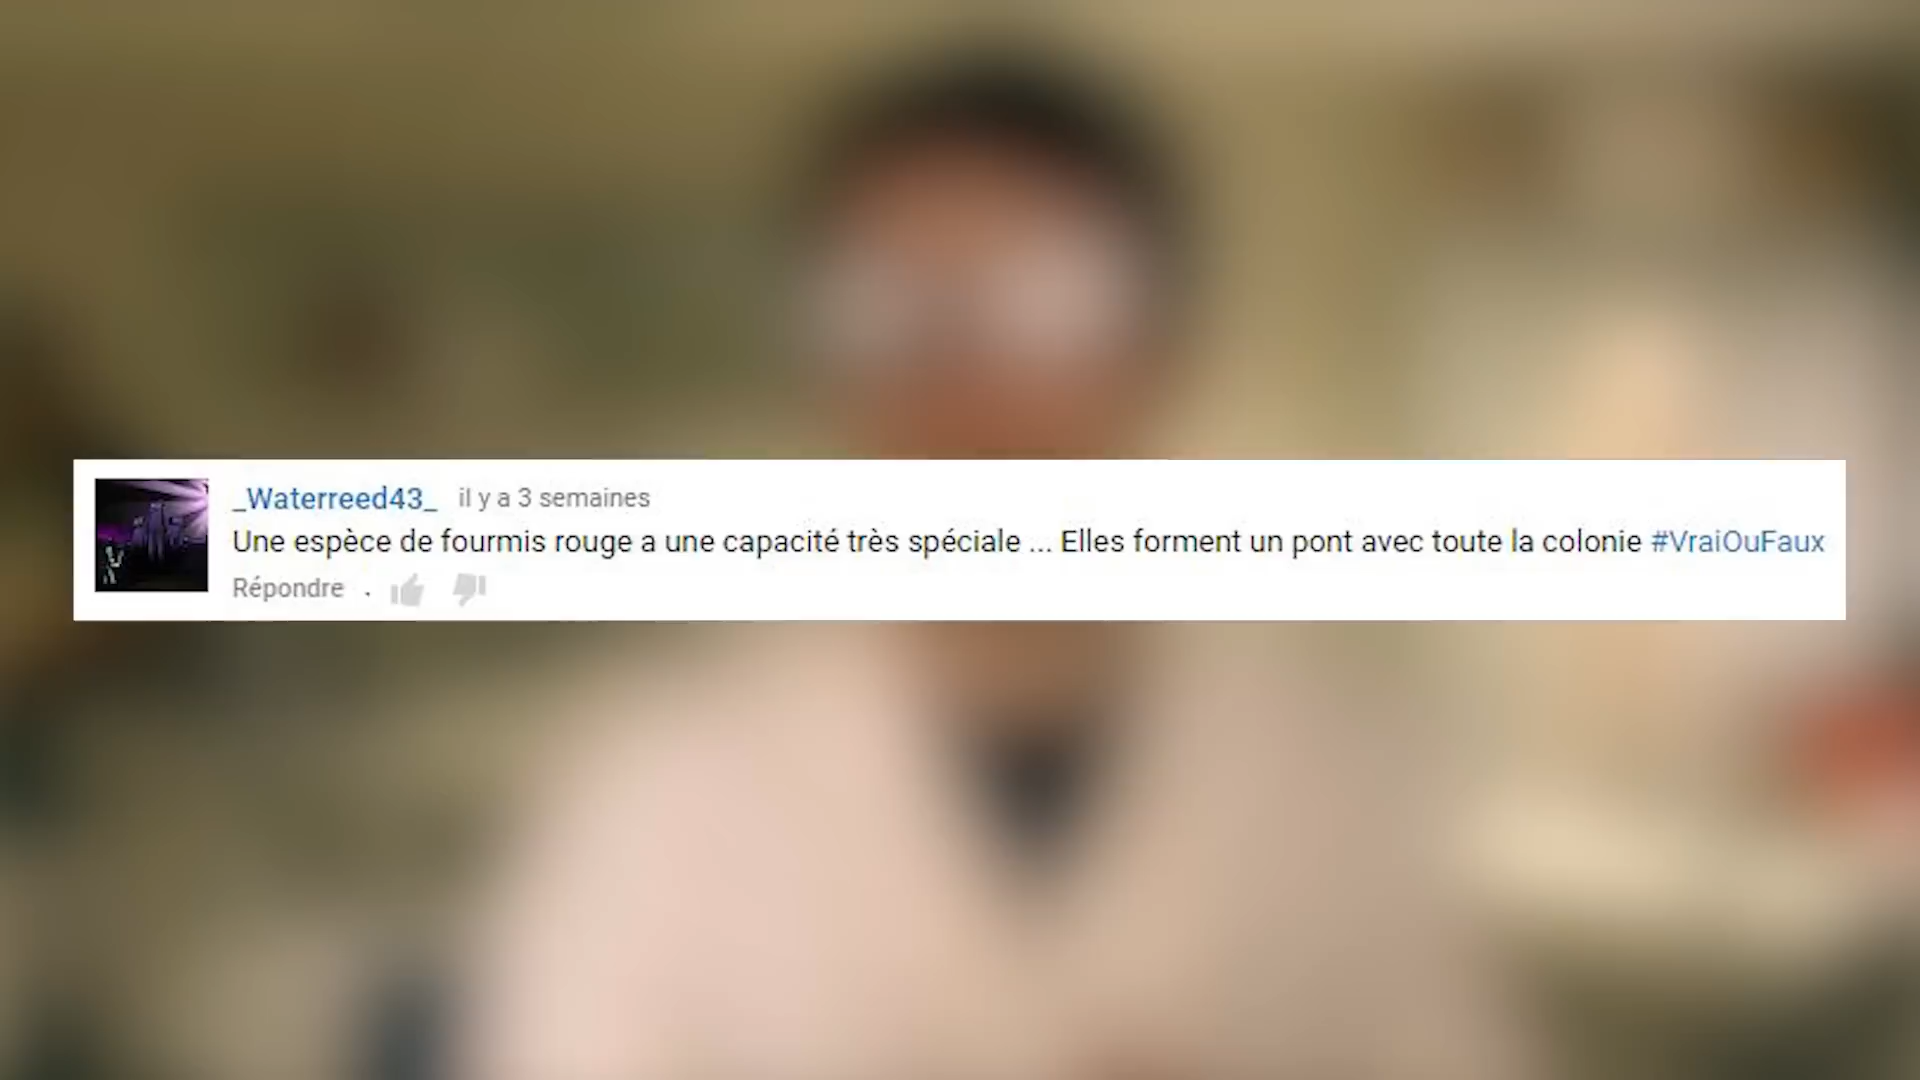 _Waterreed43_ il y a 3 semaines
Une espèce de fourmis rouge a une capacité très spéciale ... Elles forment un pont avec toute la colonie #VraiOuFaux
Répondre .